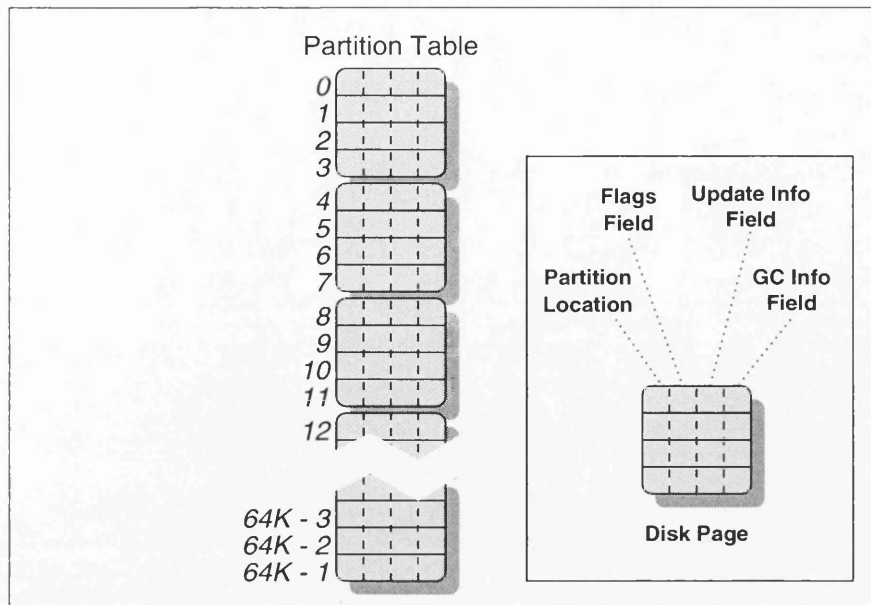 Partition Table
0
1
2
3
4
5
6
7
8
9
10
11
12
64K - 3
64K - 2
64K - 1
Flags
Field
Update Info
Field
Partition
Location
GC Info
Field
Disk Page